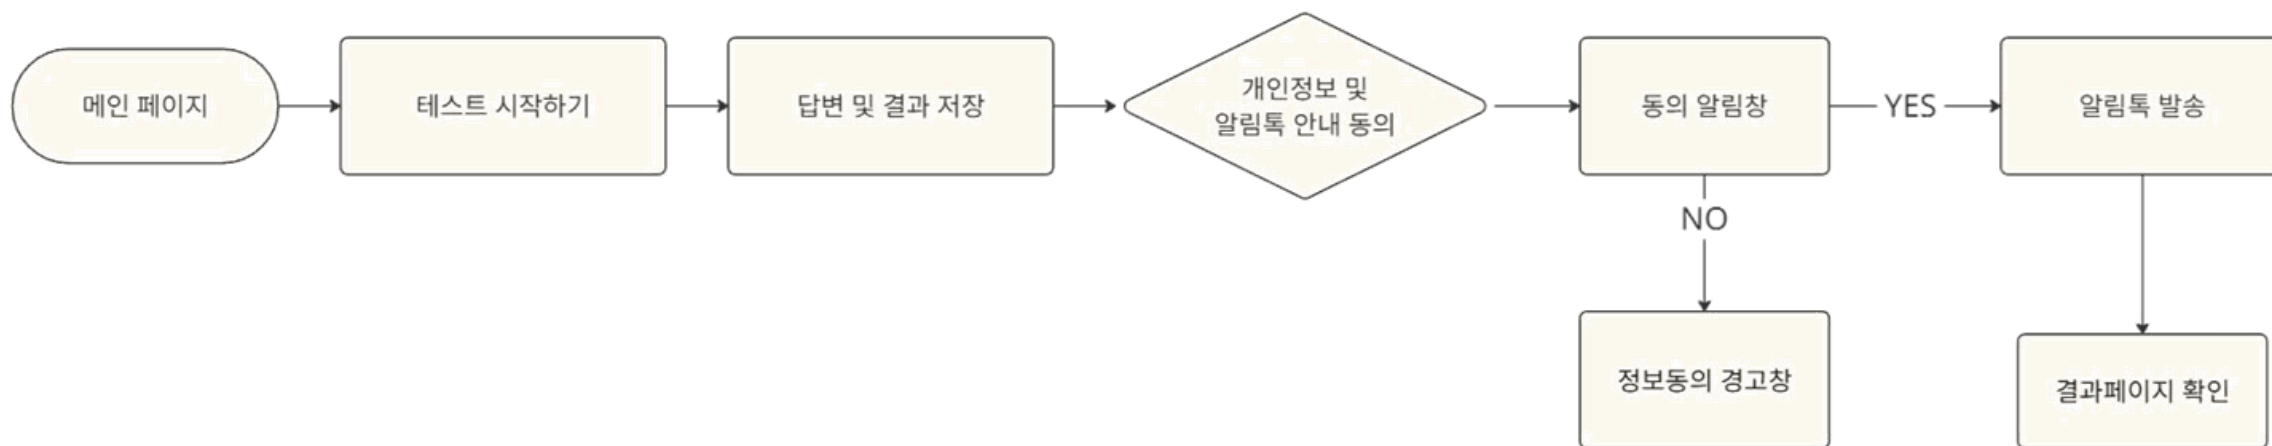 메인 페이지
테스트 시작하기
답변 및 결과 저장
개인정보 및
알림톡 안내 동의
동의 알림창
YES
알림톡 발송
NO
정보동의 경고창
결과페이지 확인